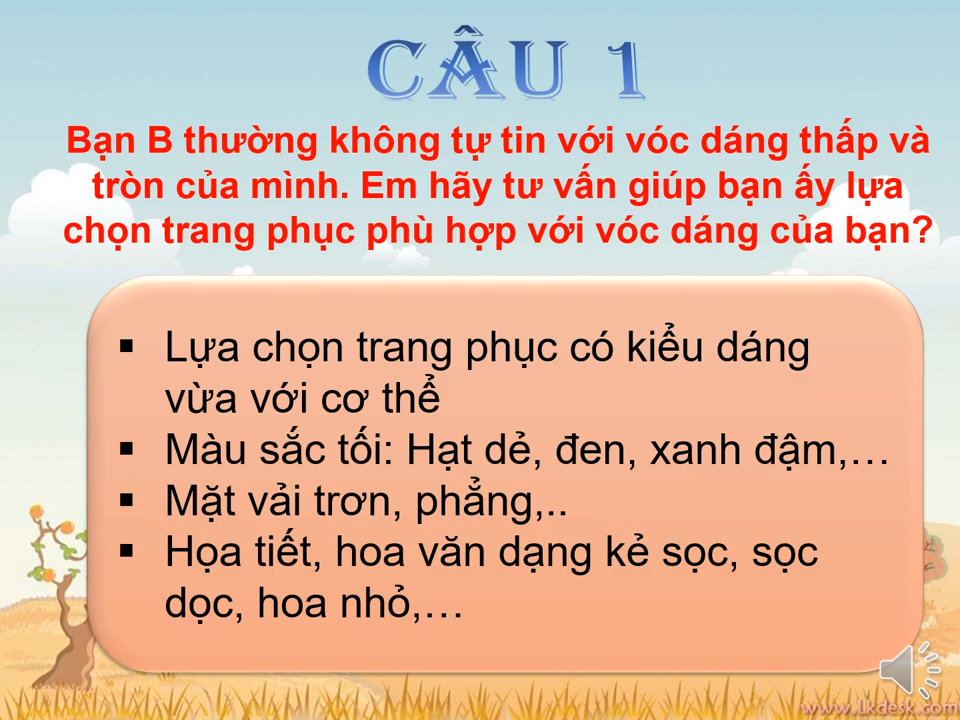 CÂU 1
Bạn B thường không tự tin với vóc dáng thấp và
tròn của mình. Em hãy tư vấn giúp bạn ấy lựa
chọn trang phục phù hợp với vóc dáng của bạn?
▪ Lựa chọn trang phục có kiểu dáng
vừa với cơ thể
▪ Màu sắc tối: Hạt dẻ, đen, xanh đậm,…
▪ Mặt vải trơn, phẳng,..
▪ Họa tiết, hoa văn dạng kẻ sọc, sọc
dọc, hoa nhỏ,…
www.1kdesk.com